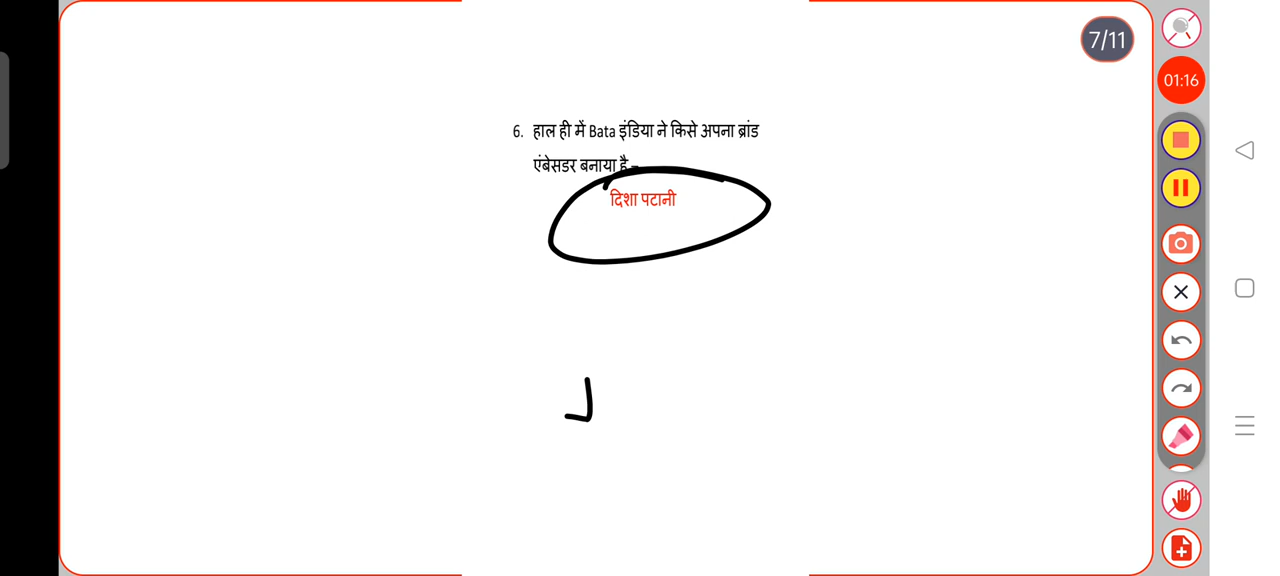 7/11
01:16
6. हाल ही में Bata इंडिया ने किसे अपना ब्रांड
एंबेसडर बनाया है –
दिशा पटानी